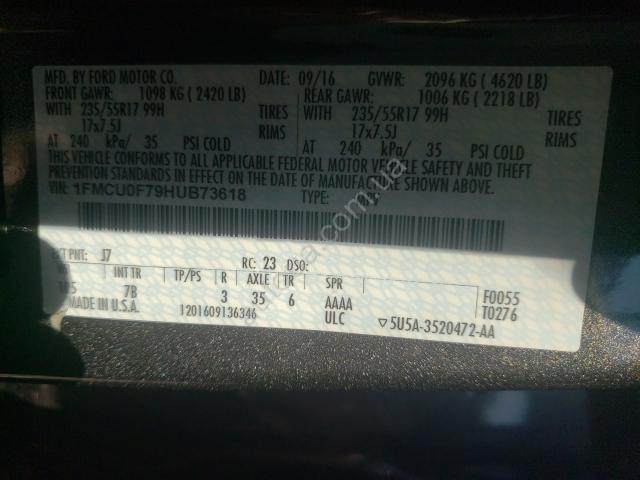 MFD. BY FORD MOTOR CO. DATE: 09/16 GVWR: 2096 KG ( 4620 LB)
FRONT GAWR: 1098 KG ( 2420 LB) REAR GAWR: 1006 KG ( 2218 LB)
WITH 235/55R17 99H TIRES WITH 235/55R17 99H TIRES
17x7.5J RIMS 17x7.5J RIMS
AT 240 kPa/ 35 PSI COLD AT 240 kPa/ 35 PSI COLD
THIS VEHICLE CONFORMS TO ALL APPLICABLE FEDERAL MOTOR VEHICLE SAFETY AND THEFT
PREVENTION STANDARDS IN EFFECT ON THE DATE OF MANUFACTURE SHOWN ABOVE.
VIN: 1FMCU0F79HUB73618 TYPE:
EXT PNT: J7 RC: 23 DSO:
WB INT TR TP/PS R AXLE TR SPR
105 7B 3 35 6 AAAA F0055
MADE IN U.S.A. 1201609136346 ULC ▽5U5A-3520472-AA T0276